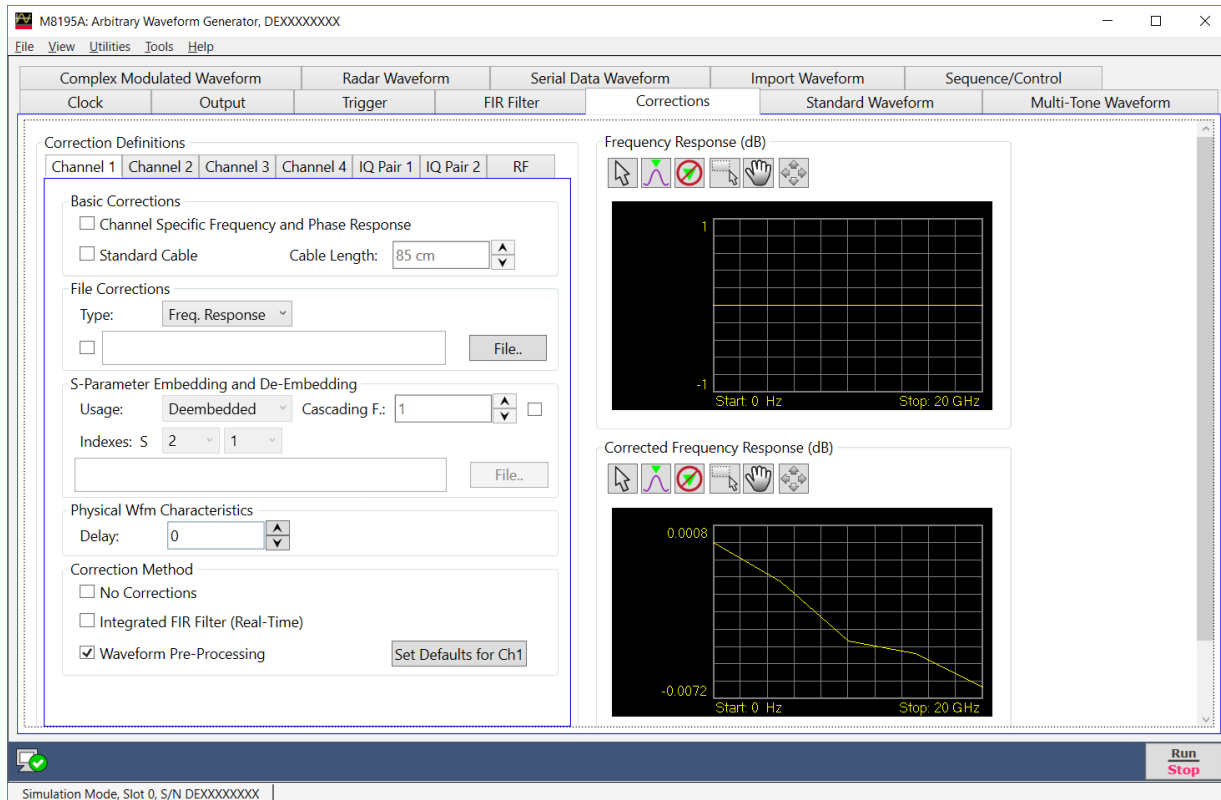 M8195A: Arbitrary Waveform Generator, DEXXXXXXXX
File View Utilities Tools Help
Complex Modulated Waveform Radar Waveform Serial Data Waveform Import Waveform Sequence/Control
Clock Output Trigger FIR Filter Corrections Standard Waveform Multi-Tone Waveform
Correction Definitions
Channel 1 Channel 2 Channel 3 Channel 4 IQ Pair 1 IQ Pair 2 RF
Basic Corrections
Channel Specific Frequency and Phase Response
Standard Cable Cable Length: 85 cm
File Corrections
Type: Freq. Response
File..
S-Parameter Embedding and De-Embedding
Usage: Deembedded Cascading F.: 1
Indexes: S 2 1
File..
Physical Wfm Characteristics
Delay: 0
Correction Method
No Corrections
Integrated FIR Filter (Real-Time)
Waveform Pre-Processing Set Defaults for Ch1
Frequency Response (dB)
1
-1
Start: 0 Hz Stop: 20 GHz
Corrected Frequency Response (dB)
0.0008
-0.0072
Start: 0 Hz Stop: 20 GHz
Run
Stop
Simulation Mode, Slot 0, S/N DEXXXXXXXX